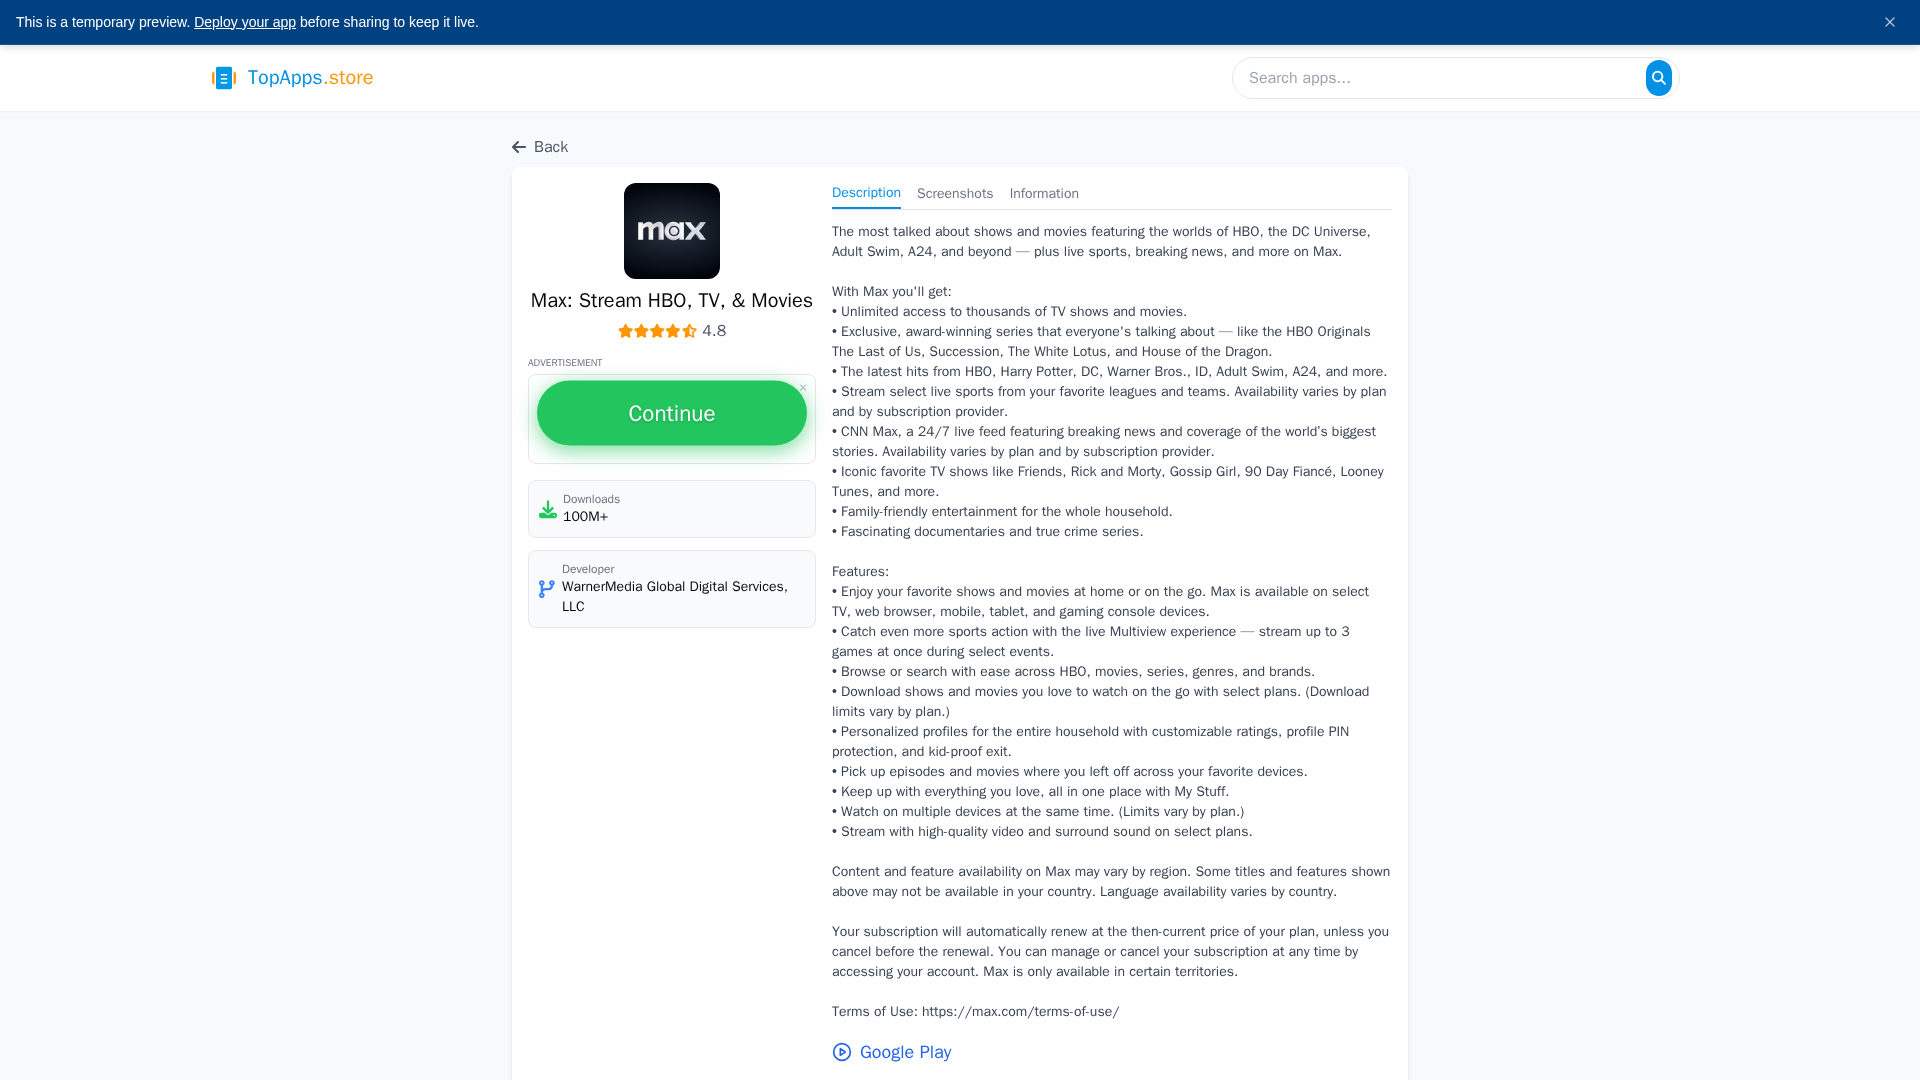 This is a temporary preview. Deploy your app before sharing to keep it live.
TopApps.store
Search apps...
Back
max
Max: Stream HBO, TV, & Movies
4.8
ADVERTISEMENT
Continue
Downloads
100M+
Developer
WarnerMedia Global Digital Services,
LLC
Description Screenshots Information
The most talked about shows and movies featuring the worlds of HBO, the DC Universe,
Adult Swim, A24, and beyond — plus live sports, breaking news, and more on Max.
With Max you'll get:
• Unlimited access to thousands of TV shows and movies.
• Exclusive, award-winning series that everyone's talking about — like the HBO Originals
The Last of Us, Succession, The White Lotus, and House of the Dragon.
• The latest hits from HBO, Harry Potter, DC, Warner Bros., ID, Adult Swim, A24, and more.
• Stream select live sports from your favorite leagues and teams. Availability varies by plan
and by subscription provider.
• CNN Max, a 24/7 live feed featuring breaking news and coverage of the world’s biggest
stories. Availability varies by plan and by subscription provider.
• Iconic favorite TV shows like Friends, Rick and Morty, Gossip Girl, 90 Day Fiancé, Looney
Tunes, and more.
• Family-friendly entertainment for the whole household.
• Fascinating documentaries and true crime series.
Features:
• Enjoy your favorite shows and movies at home or on the go. Max is available on select
TV, web browser, mobile, tablet, and gaming console devices.
• Catch even more sports action with the live Multiview experience — stream up to 3
games at once during select events.
• Browse or search with ease across HBO, movies, series, genres, and brands.
• Download shows and movies you love to watch on the go with select plans. (Download
limits vary by plan.)
• Personalized profiles for the entire household with customizable ratings, profile PIN
protection, and kid-proof exit.
• Pick up episodes and movies where you left off across your favorite devices.
• Keep up with everything you love, all in one place with My Stuff.
• Watch on multiple devices at the same time. (Limits vary by plan.)
• Stream with high-quality video and surround sound on select plans.
Content and feature availability on Max may vary by region. Some titles and features shown
above may not be available in your country. Language availability varies by country.
Your subscription will automatically renew at the then-current price of your plan, unless you
cancel before the renewal. You can manage or cancel your subscription at any time by
accessing your account. Max is only available in certain territories.
Terms of Use: https://max.com/terms-of-use/
Google Play